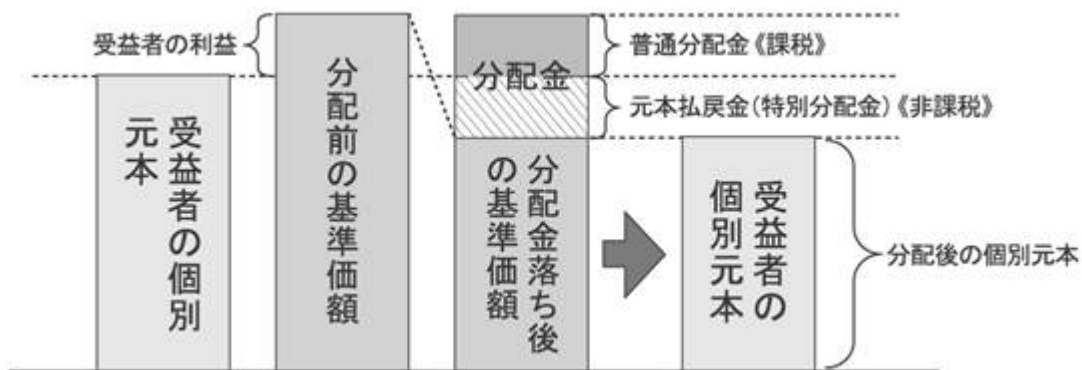 受益者の利益
受益者の個別
元本
分配前の基準価額
分配金
分配金落ち後
の基準価額
普通分配金《課税》
元本払戻金(特別分配金)《非課税》
受益者の
個別元本
分配後の個別元本